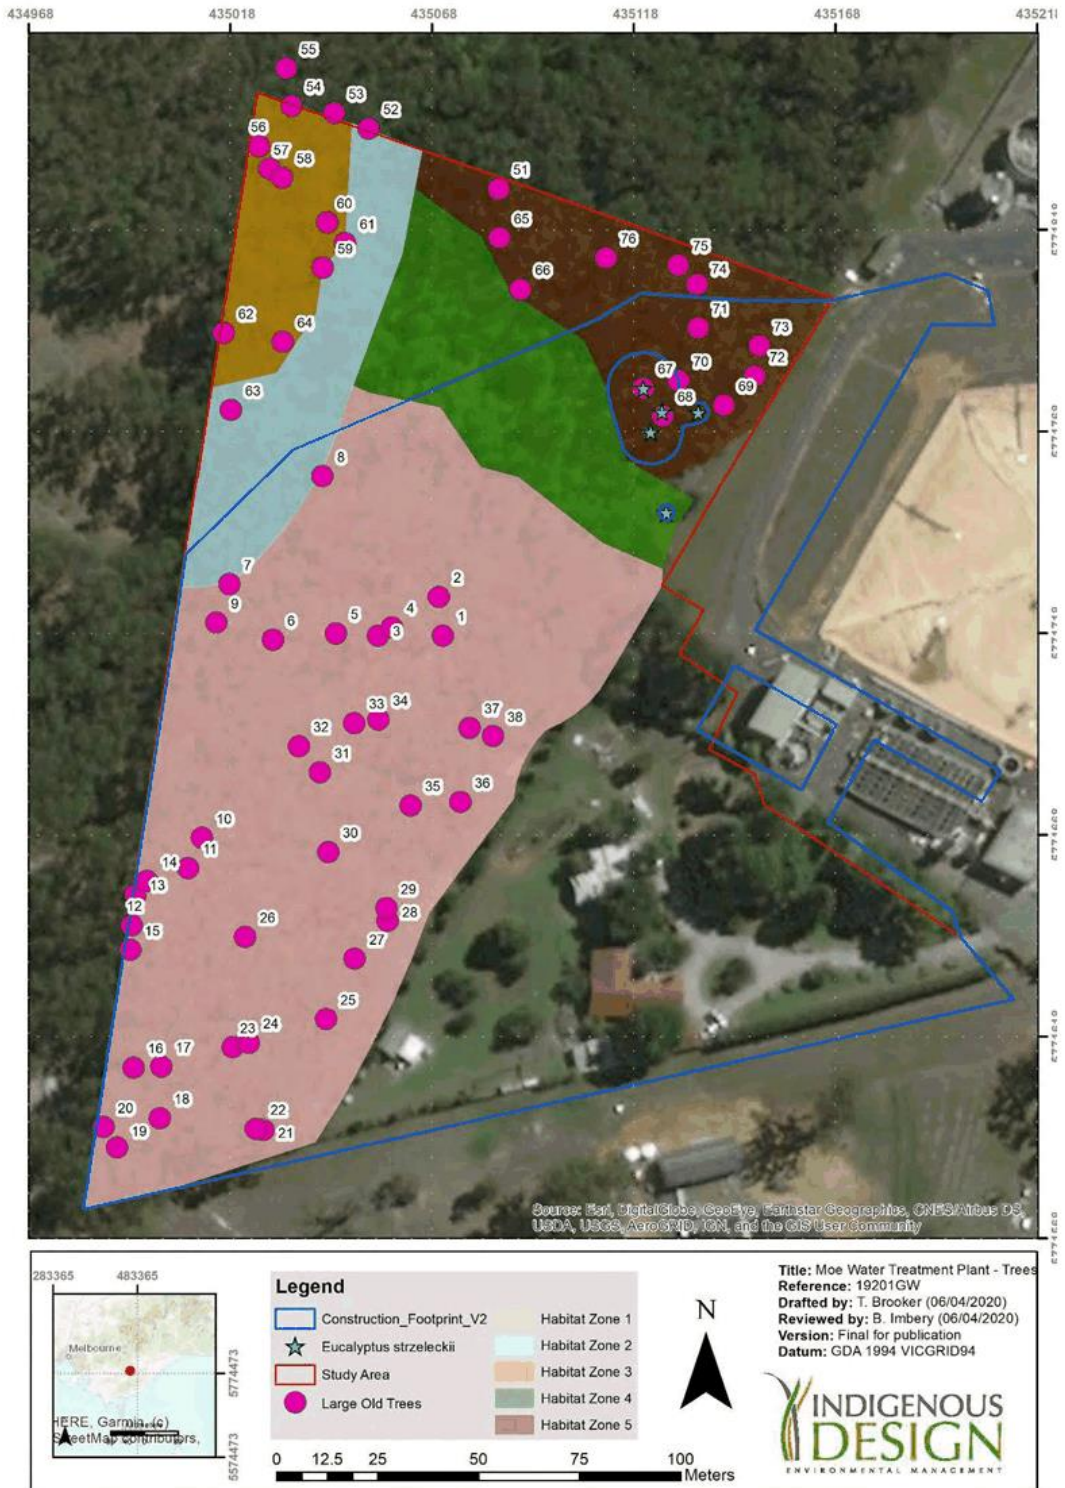 434968 435018 435068 435118 435168
55
54
53
52
56
57
58
51
60
61
65
59
76
75
74
66
62
64
71
73
72
67
70
69
68
63
8
7
2
9
6
5
4
3
1
33
34
37
38
32
31
35
36
10
11
30
14
13
12
15
29
28
26
27
25
23
24
16
17
18
20
19
22
21
Source: Esri, DigitalGlobe, GeoEye, Earthstar Geographics, CNES/Airbus DS,
USDA, USGS, AeroGRID, IGN, and the GIS User Community
283365 483365
Melbourne
5774473
5574473
HERE, Garmin, (c)
StreetMap contributors,
Legend
Construction_Footprint_V2
Eucalyptus strzeleckii
Study Area
Large Old Trees
Habitat Zone 1
Habitat Zone 2
Habitat Zone 3
Habitat Zone 4
Habitat Zone 5
0 12.5 25 50 75 100
Meters
N
Title: Moe Water Treatment Plant - Trees
Reference: 19201GW
Drafted by: T. Brooker (06/04/2020)
Reviewed by: B. Imbery (06/04/2020)
Version: Final for publication
Datum: GDA 1994 VICGRID94
INDIGENOUS
DESIGN
ENVIRONMENTAL MANAGEMENT